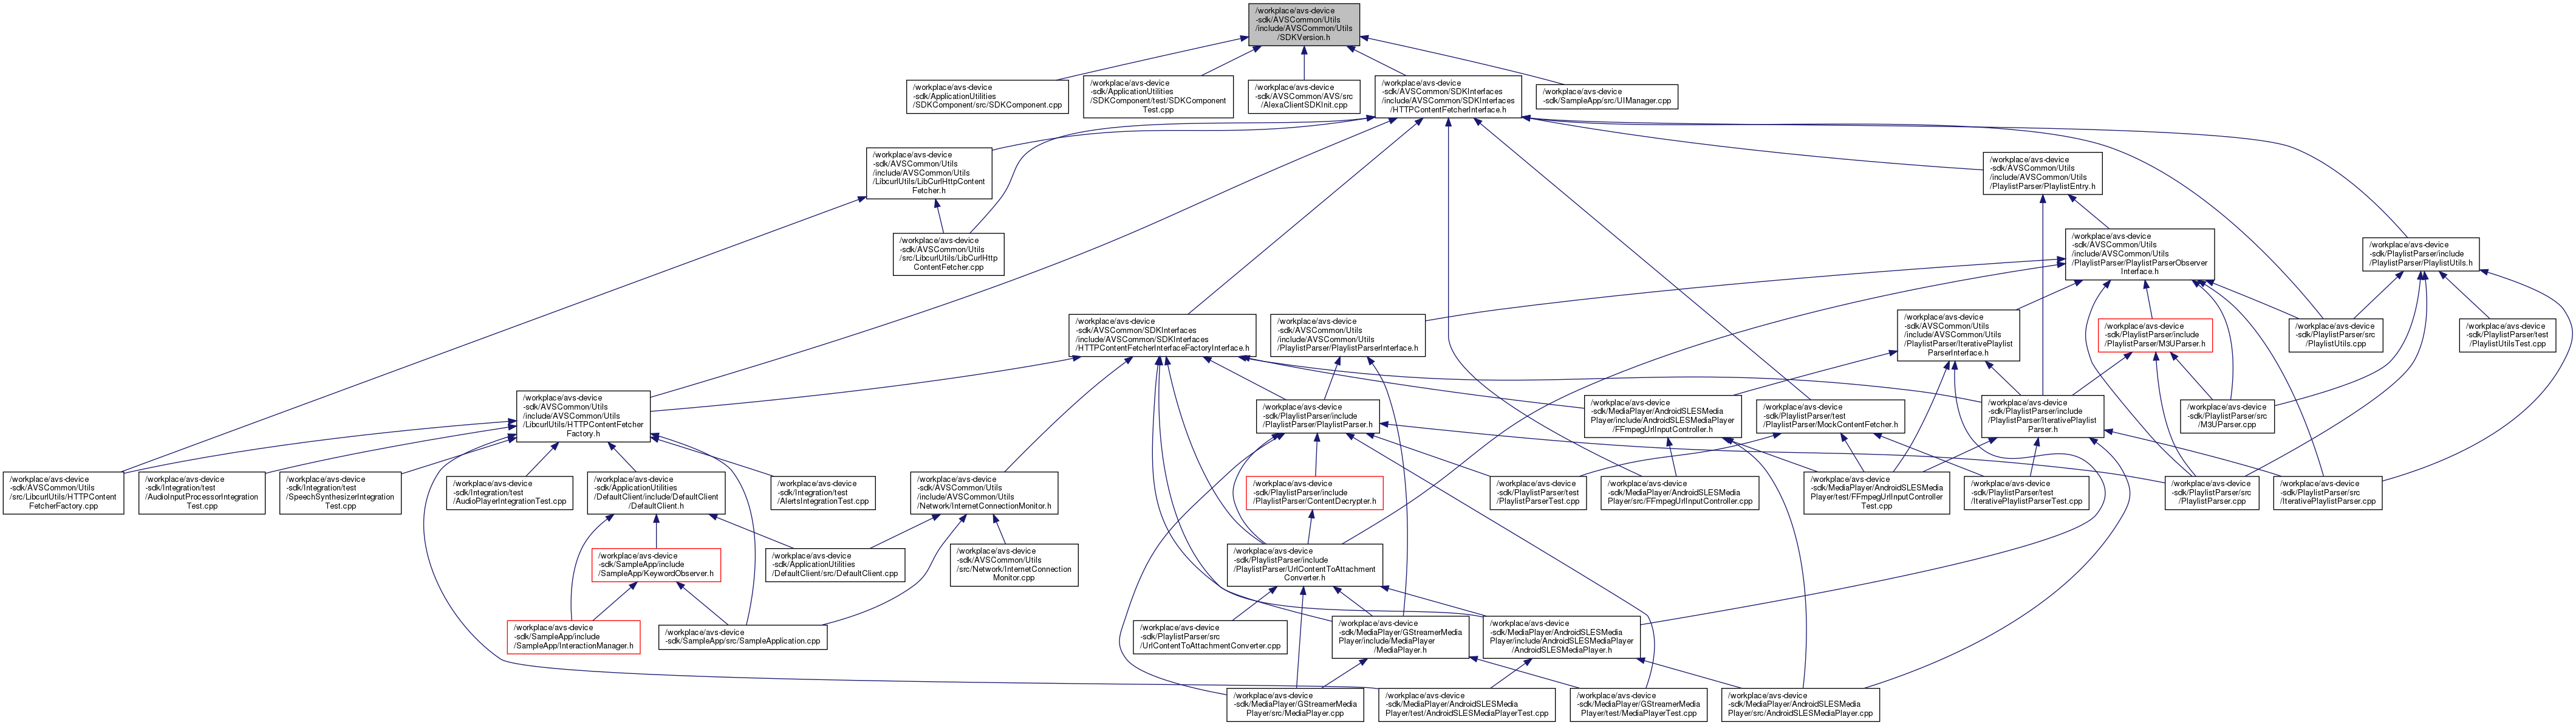 /workplace/avs-device
-sdk/AVSCommon/Utils
/include/AVSCommon/Utils
/SDKVersion.h
/workplace/avs-device
-sdk/ApplicationUtilities
/SDKComponent/src/SDKComponent.cpp
/workplace/avs-device
-sdk/ApplicationUtilities
/SDKComponent/test/SDKComponent
Test.cpp
/workplace/avs-device
-sdk/AVSCommon/AVS/src
/AlexaClientSDKInit.cpp
/workplace/avs-device
-sdk/AVSCommon/SDKInterfaces
/include/AVSCommon/SDKInterfaces
/HTTPContentFetcherInterface.h
/workplace/avs-device
-sdk/SampleApp/src/UIManager.cpp
/workplace/avs-device
-sdk/AVSCommon/Utils
/include/AVSCommon/Utils
/LibcurlUtils/LibCurlHttpContent
Fetcher.h
/workplace/avs-device
-sdk/AVSCommon/Utils
/include/AVSCommon/Utils
/PlaylistParser/PlaylistEntry.h
/workplace/avs-device
-sdk/AVSCommon/Utils
/src/LibcurlUtils/LibCurlHttp
ContentFetcher.cpp
/workplace/avs-device
-sdk/AVSCommon/Utils
/include/AVSCommon/Utils
/PlaylistParser/PlaylistParserObserver
Interface.h
/workplace/avs-device
-sdk/PlaylistParser/include
/PlaylistParser/PlaylistUtils.h
/workplace/avs-device
-sdk/AVSCommon/SDKInterfaces
/include/AVSCommon/SDKInterfaces
/HTTPContentFetcherInterfaceFactoryInterface.h
/workplace/avs-device
-sdk/AVSCommon/Utils
/include/AVSCommon/Utils
/PlaylistParser/PlaylistParserInterface.h
/workplace/avs-device
-sdk/AVSCommon/Utils
/include/AVSCommon/Utils
/PlaylistParser/IterativePlaylist
ParserInterface.h
/workplace/avs-device
-sdk/PlaylistParser/include
/PlaylistParser/M3UParser.h
/workplace/avs-device
-sdk/PlaylistParser/src
/PlaylistUtils.cpp
/workplace/avs-device
-sdk/PlaylistParser/test
/PlaylistUtilsTest.cpp
/workplace/avs-device
-sdk/AVSCommon/Utils
/include/AVSCommon/Utils
/LibcurlUtils/HTTPContentFetcher
Factory.h
/workplace/avs-device
-sdk/PlaylistParser/include
/PlaylistParser/PlaylistParser.h
/workplace/avs-device
-sdk/MediaPlayer/AndroidSLESMedia
Player/include/AndroidSLESMediaPlayer
/FFmpegUrlInputController.h
/workplace/avs-device
-sdk/PlaylistParser/test
/PlaylistParser/MockContentFetcher.h
/workplace/avs-device
-sdk/PlaylistParser/include
/PlaylistParser/IterativePlaylist
Parser.h
/workplace/avs-device
-sdk/PlaylistParser/src
/M3UParser.cpp
/workplace/avs-device
-sdk/AVSCommon/Utils
/src/LibcurlUtils/HTTPContent
FetcherFactory.cpp
/workplace/avs-device
-sdk/Integration/test
/AudioInputProcessorIntegration
Test.cpp
/workplace/avs-device
-sdk/Integration/test
/SpeechSynthesizerIntegration
Test.cpp
/workplace/avs-device
-sdk/Integration/test
/AudioPlayerIntegrationTest.cpp
/workplace/avs-device
-sdk/ApplicationUtilities
/DefaultClient/include/DefaultClient
/DefaultClient.h
/workplace/avs-device
-sdk/Integration/test
/AlertsIntegrationTest.cpp
/workplace/avs-device
-sdk/AVSCommon/Utils
/include/AVSCommon/Utils
/Network/InternetConnectionMonitor.h
/workplace/avs-device
-sdk/PlaylistParser/include
/PlaylistParser/ContentDecrypter.h
/workplace/avs-device
-sdk/PlaylistParser/test
/PlaylistParserTest.cpp
/workplace/avs-device
-sdk/MediaPlayer/AndroidSLESMedia
Player/src/FFmpegUrlInputController.cpp
/workplace/avs-device
-sdk/MediaPlayer/AndroidSLESMedia
Player/test/FFmpegUrlInputController
Test.cpp
/workplace/avs-device
-sdk/PlaylistParser/test
/IterativePlaylistParserTest.cpp
/workplace/avs-device
-sdk/PlaylistParser/src
/PlaylistParser.cpp
/workplace/avs-device
-sdk/PlaylistParser/src
/IterativePlaylistParser.cpp
/workplace/avs-device
-sdk/SampleApp/include
/SampleApp/KeywordObserver.h
/workplace/avs-device
-sdk/ApplicationUtilities
/DefaultClient/src/DefaultClient.cpp
/workplace/avs-device
-sdk/AVSCommon/Utils
/src/Network/InternetConnection
Monitor.cpp
/workplace/avs-device
-sdk/PlaylistParser/include
/PlaylistParser/UrlContentToAttachment
Converter.h
/workplace/avs-device
-sdk/SampleApp/include
/SampleApp/InteractionManager.h
/workplace/avs-device
-sdk/SampleApp/src/SampleApplication.cpp
/workplace/avs-device
-sdk/PlaylistParser/src
/UrlContentToAttachmentConverter.cpp
/workplace/avs-device
-sdk/MediaPlayer/GStreamerMedia
Player/include/MediaPlayer
/MediaPlayer.h
/workplace/avs-device
-sdk/MediaPlayer/AndroidSLESMedia
Player/include/AndroidSLESMediaPlayer
/AndroidSLESMediaPlayer.h
/workplace/avs-device
-sdk/MediaPlayer/GStreamerMedia
Player/src/MediaPlayer.cpp
/workplace/avs-device
-sdk/MediaPlayer/AndroidSLESMedia
Player/test/AndroidSLESMediaPlayerTest.cpp
/workplace/avs-device
-sdk/MediaPlayer/GStreamerMedia
Player/test/MediaPlayerTest.cpp
/workplace/avs-device
-sdk/MediaPlayer/AndroidSLESMedia
Player/src/AndroidSLESMediaPlayer.cpp